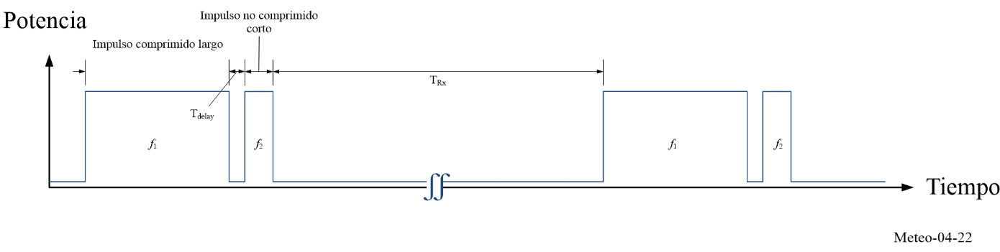 Potencia
Impulso no comprimido
corto
Impulso comprimido largo
TRx
Tdelay
f1
f2
f1
f2
Tiempo
Meteo-04-22